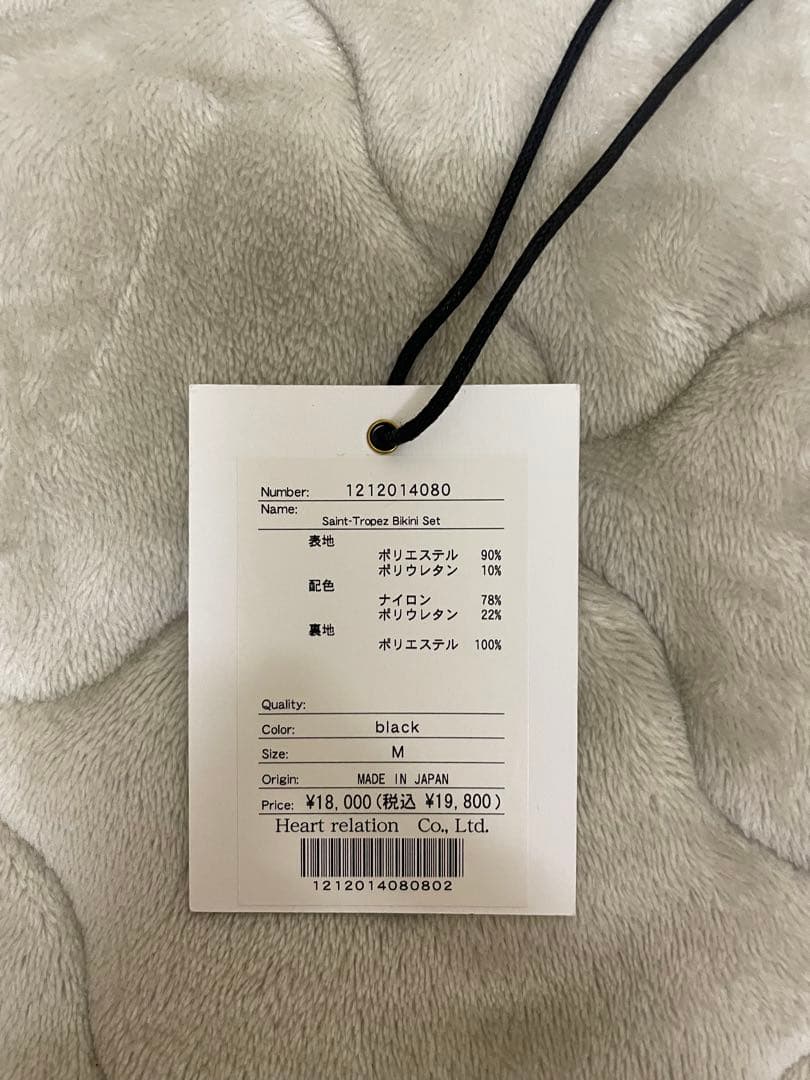 Number: 1212014080
Name:
Saint-Tropez Bikini Set
表地
ポリエステル 90%
ポリウレタン 10%
配色
ナイロン 78%
ポリウレタン 22%
裏地
ポリエステル 100%
Quality:
Color: black
Size: M
Origin: MADE IN JAPAN
Price: ¥18,000(税込 ¥19,800)
Heart relation Co., Ltd.
1212014080802